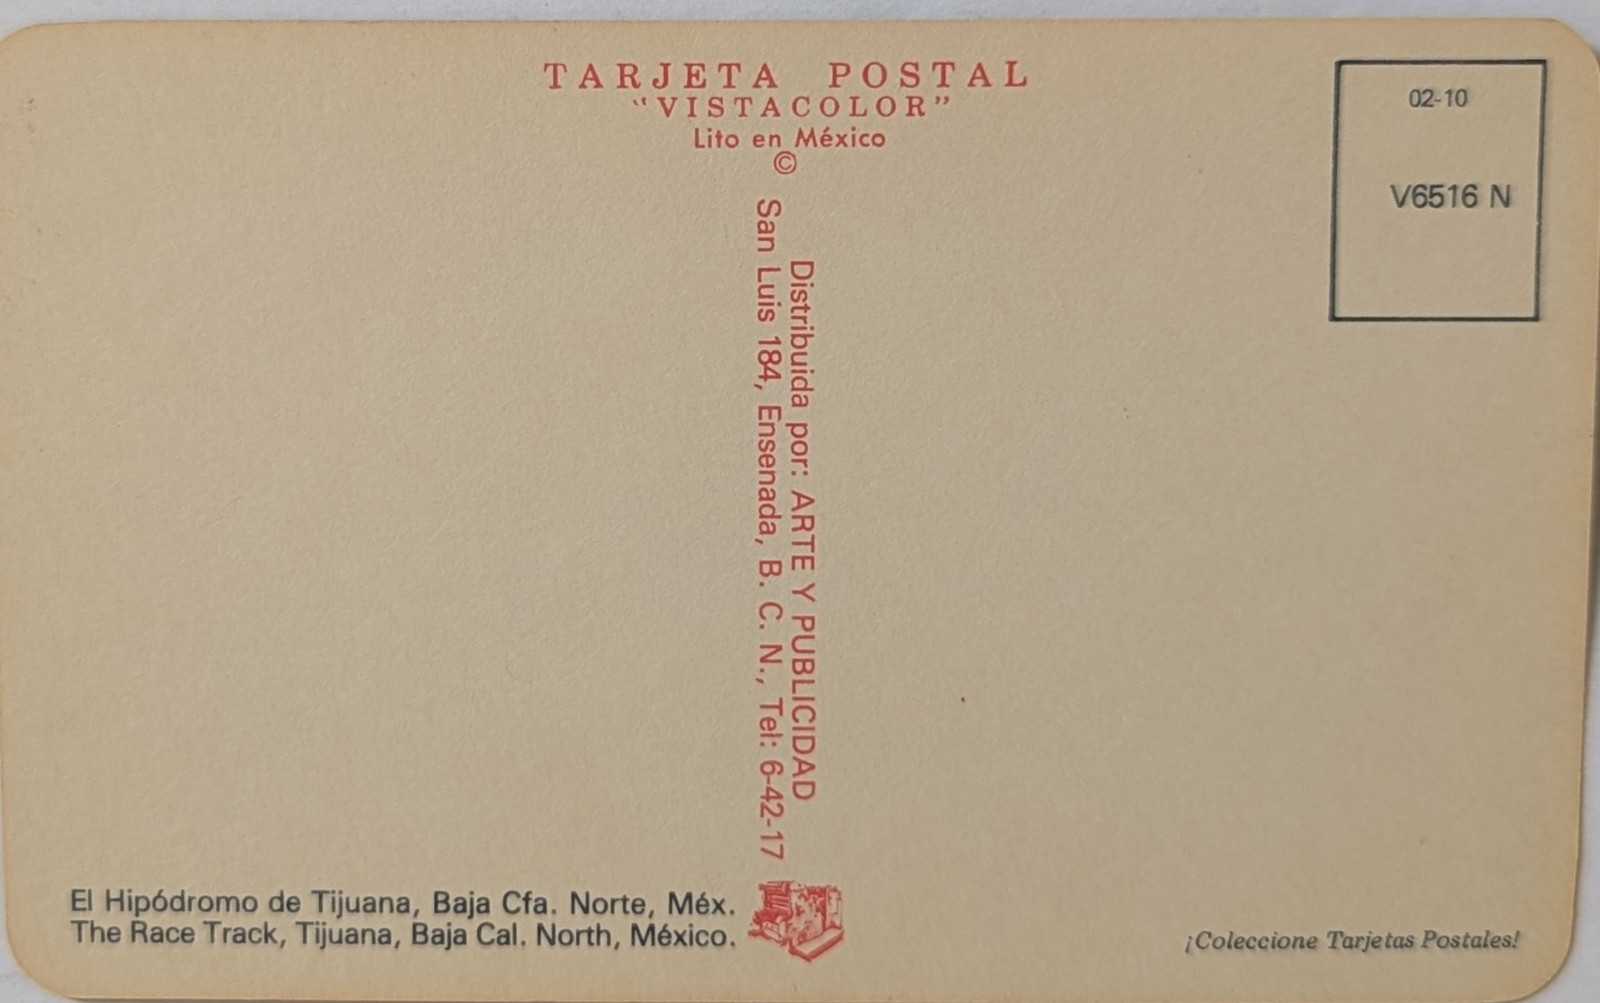 TARJETA POSTAL
"VISTACOLOR"
Lito en México
©
02-10
V6516 N
Distribuida por: ARTE Y PUBLICIDAD
San Luis 184, Ensenada, B. C. N., Tel: 6-42-17
El Hipódromo de Tijuana, Baja Cfa. Norte, Méx.
The Race Track, Tijuana, Baja Cal. North, México.
¡Coleccione Tarjetas Postales!